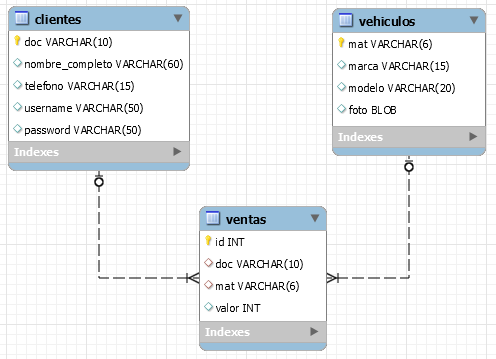 clientes
doc VARCHAR(10)
nombre_completo VARCHAR(60)
telefono VARCHAR(15)
username VARCHAR(50)
password VARCHAR(50)
Indexes
vehiculos
mat VARCHAR(6)
marca VARCHAR(15)
modelo VARCHAR(20)
foto BLOB
Indexes
ventas
id INT
doc VARCHAR(10)
mat VARCHAR(6)
valor INT
Indexes